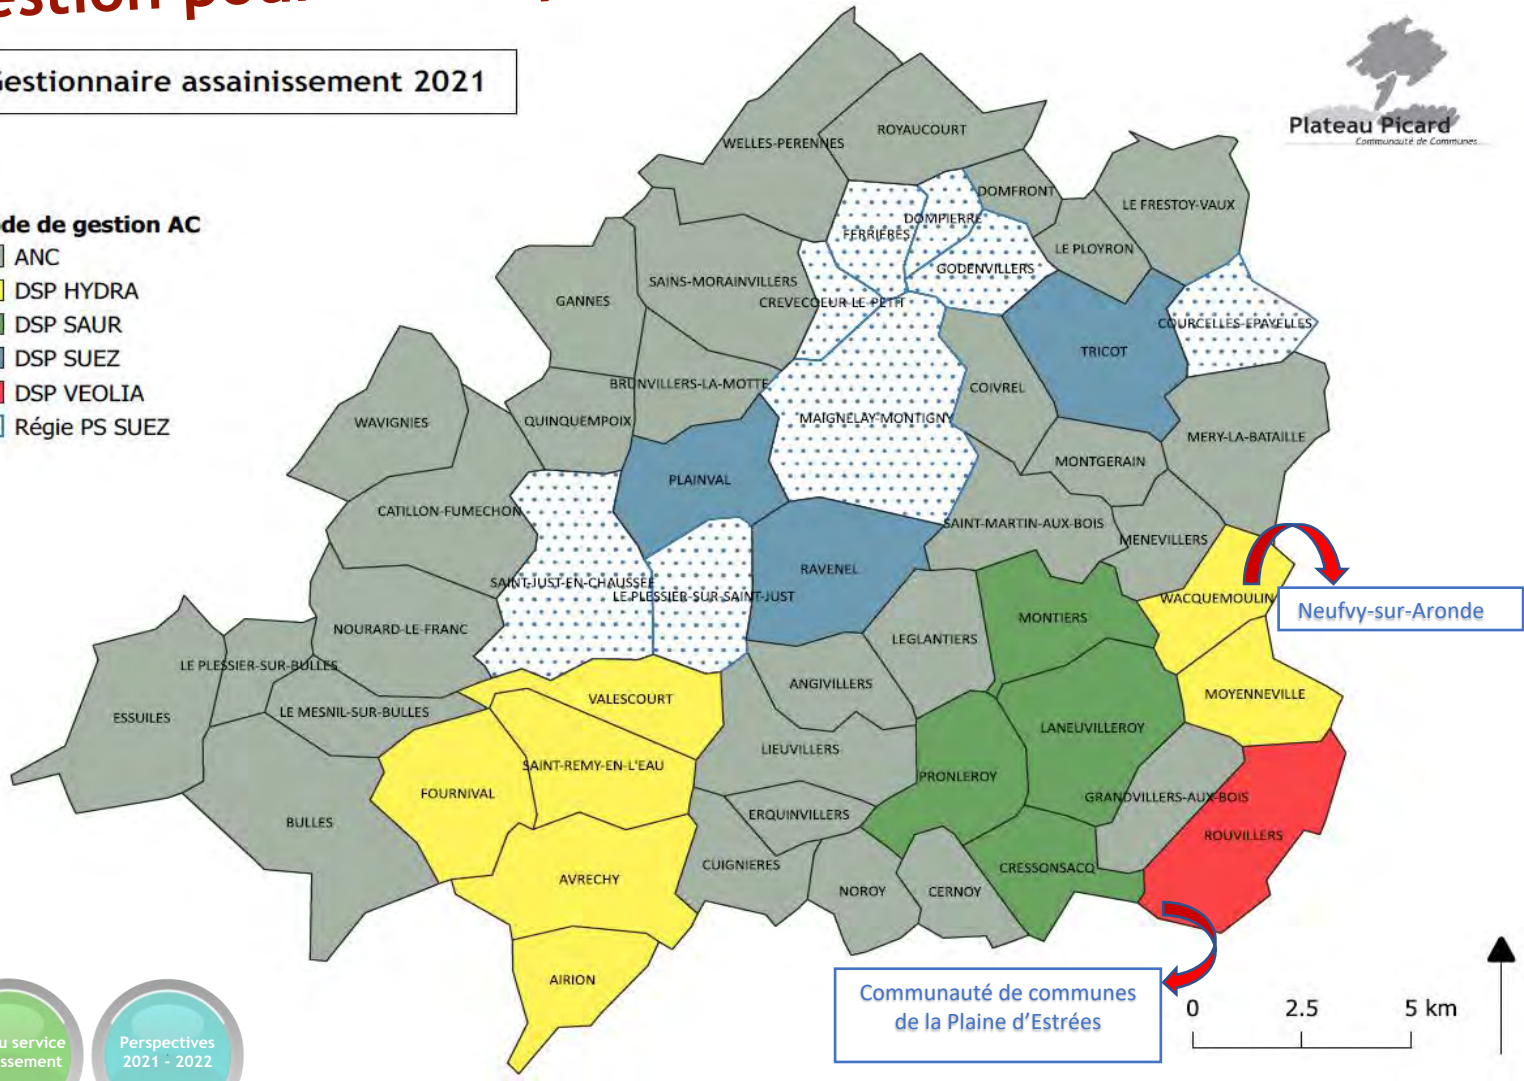 Gestionnaire assainissement 2021
Plateau Picard
Communauté de Communes
de de gestion AC
ANC
DSP HYDRA
DSP SAUR
DSP SUEZ
DSP VEOLIA
Régie PS SUEZ
WELLES-PERENNES
ROYAUCOURT
DOMFRONT
LE FRESTOY-VAUX
DOMPIERRE
FERRIERES
LE PLOYRON
GODENVILLERS
SAINS-MORAINVILLERS
GANNES
CREVECOEUR-LE-PETIT
COURCELLES-EPAYELLES
TRICOT
BRUNVILLERS-LA-MOTTE
COIVREL
WAVIGNIES
QUINQUEMPOIX
MAIGNELAY-MONTIGNY
MERY-LA-BATAILLE
MONTGERAIN
PLAINVAL
CATILLON-FUMECHON
SAINT-MARTIN-AUX-BOIS
MENEVILLERS
RAVENEL
SAINT-JUST-EN-CHAUSSEE
LE PLESSIER-SUR-SAINT-JUST
WACQUEMOULIN
Neufvy-sur-Aronde
MONTIERS
NOURARD-LE-FRANC
LEGLANTIERS
LE PLESSIER-SUR-BULLES
ANGIVILLERS
MOYENNEVILLE
VALESCOURT
ESSUILES
LE MESNIL-SUR-BULLES
LANEUVILLEROY
LIEUVILLERS
SAINT-REMY-EN-L'EAU
PRONLEROY
FOURNIVAL
GRANDVILLERS-AUX-BOIS
ERQUINVILLERS
BULLES
ROUVILLERS
CUIGNIERES
CRESSONSACQ
AVRECHY
NOROY
CERNOY
AIRION
Communauté de communes
de la Plaine d'Estrées
0 2.5 5 km
u service
ssement
Perspectives
2021 - 2022